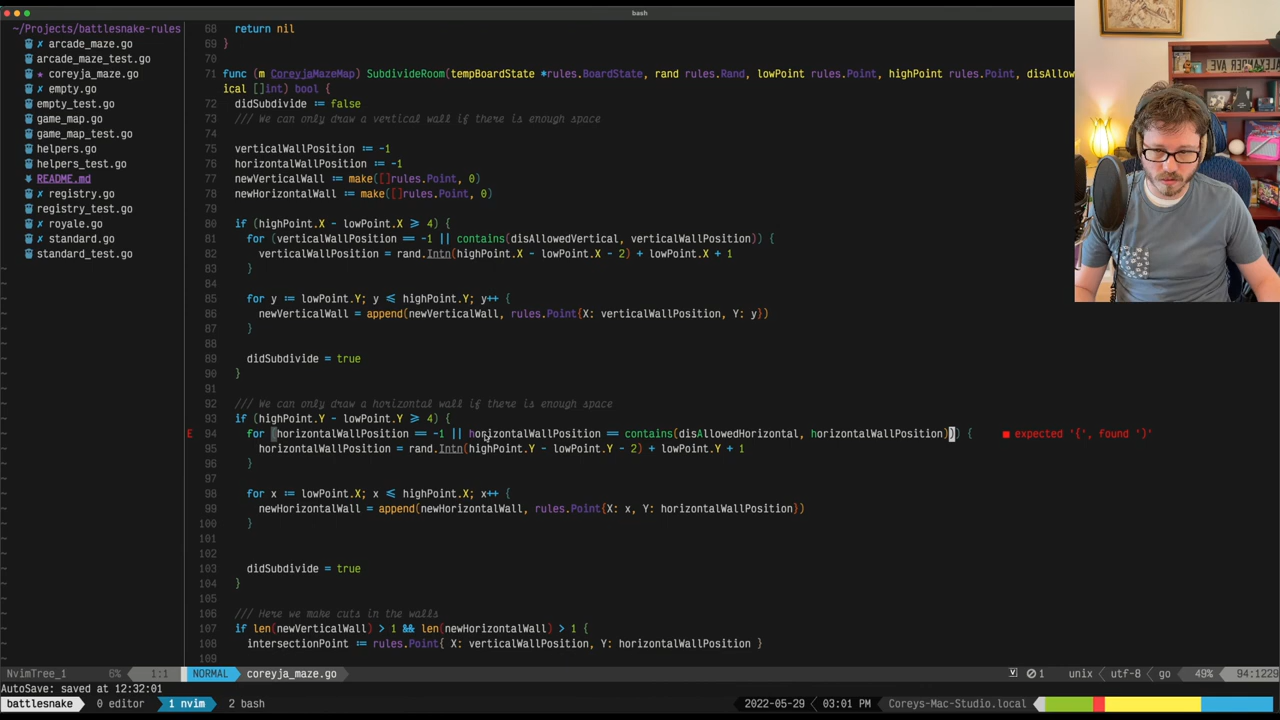 bash
~/Projects/battlesnake-rules
✗ arcade_maze.go
arcade_maze_test.go
★ coreyja_maze.go
✗ empty.go
empty_test.go
✗ game_map.go
game_map_test.go
helpers.go
helpers_test.go
README.md
✗ registry.go
registry_test.go
✗ royale.go
✗ standard.go
standard_test.go
68 return nil
69 }
70
71 func (m CoreyjaMazeMap) SubdivideRoom(tempBoardState *rules.BoardState, rand rules.Rand, lowPoint rules.Point, highPoint rules.Point, disAllow
ical []int) bool {
72 didSubdivide := false
73 /// We can only draw a vertical wall if there is enough space
74
75 verticalWallPosition := -1
76 horizontalWallPosition := -1
77 newVerticalWall := make([]rules.Point, 0)
78 newHorizontalWall := make([]rules.Point, 0)
79
80 if (highPoint.X - lowPoint.X >= 4) {
81 for (verticalWallPosition == -1 || contains(disAllowedVertical, verticalWallPosition)) {
82 verticalWallPosition = rand.Intn(highPoint.X - lowPoint.X - 2) + lowPoint.X + 1
83 }
84
85 for y := lowPoint.Y; y <= highPoint.Y; y++ {
86 newVerticalWall = append(newVerticalWall, rules.Point{X: verticalWallPosition, Y: y})
87 }
88
89 didSubdivide = true
90 }
91
92 /// We can only draw a horizontal wall if there is enough space
93 if (highPoint.Y - lowPoint.Y >= 4) {
E 94 for horizontalWallPosition == -1 || horizontalWallPosition == contains(disAllowedHorizontal, horizontalWallPosition)) { ■ expected '{', found ')'
95 horizontalWallPosition = rand.Intn(highPoint.Y - lowPoint.Y - 2) + lowPoint.Y + 1
96 }
97
98 for x := lowPoint.X; x <= highPoint.X; x++ {
99 newHorizontalWall = append(newHorizontalWall, rules.Point{X: x, Y: horizontalWallPosition})
100 }
101
102
103 didSubdivide = true
104 }
105
106 /// Here we make cuts in the walls
107 if len(newVerticalWall) > 1 && len(newHorizontalWall) > 1 {
108 intersectionPoint := rules.Point{ X: verticalWallPosition, Y: horizontalWallPosition }
109
NvimTree_1 6% 1:1 NORMAL coreyja_maze.go 1 unix utf-8 go 49% 94:1229
AutoSave: saved at 12:32:01
battlesnake 0 editor 1 nvim 2 bash 2022-05-29 03:01 PM Coreys-Mac-Studio.local